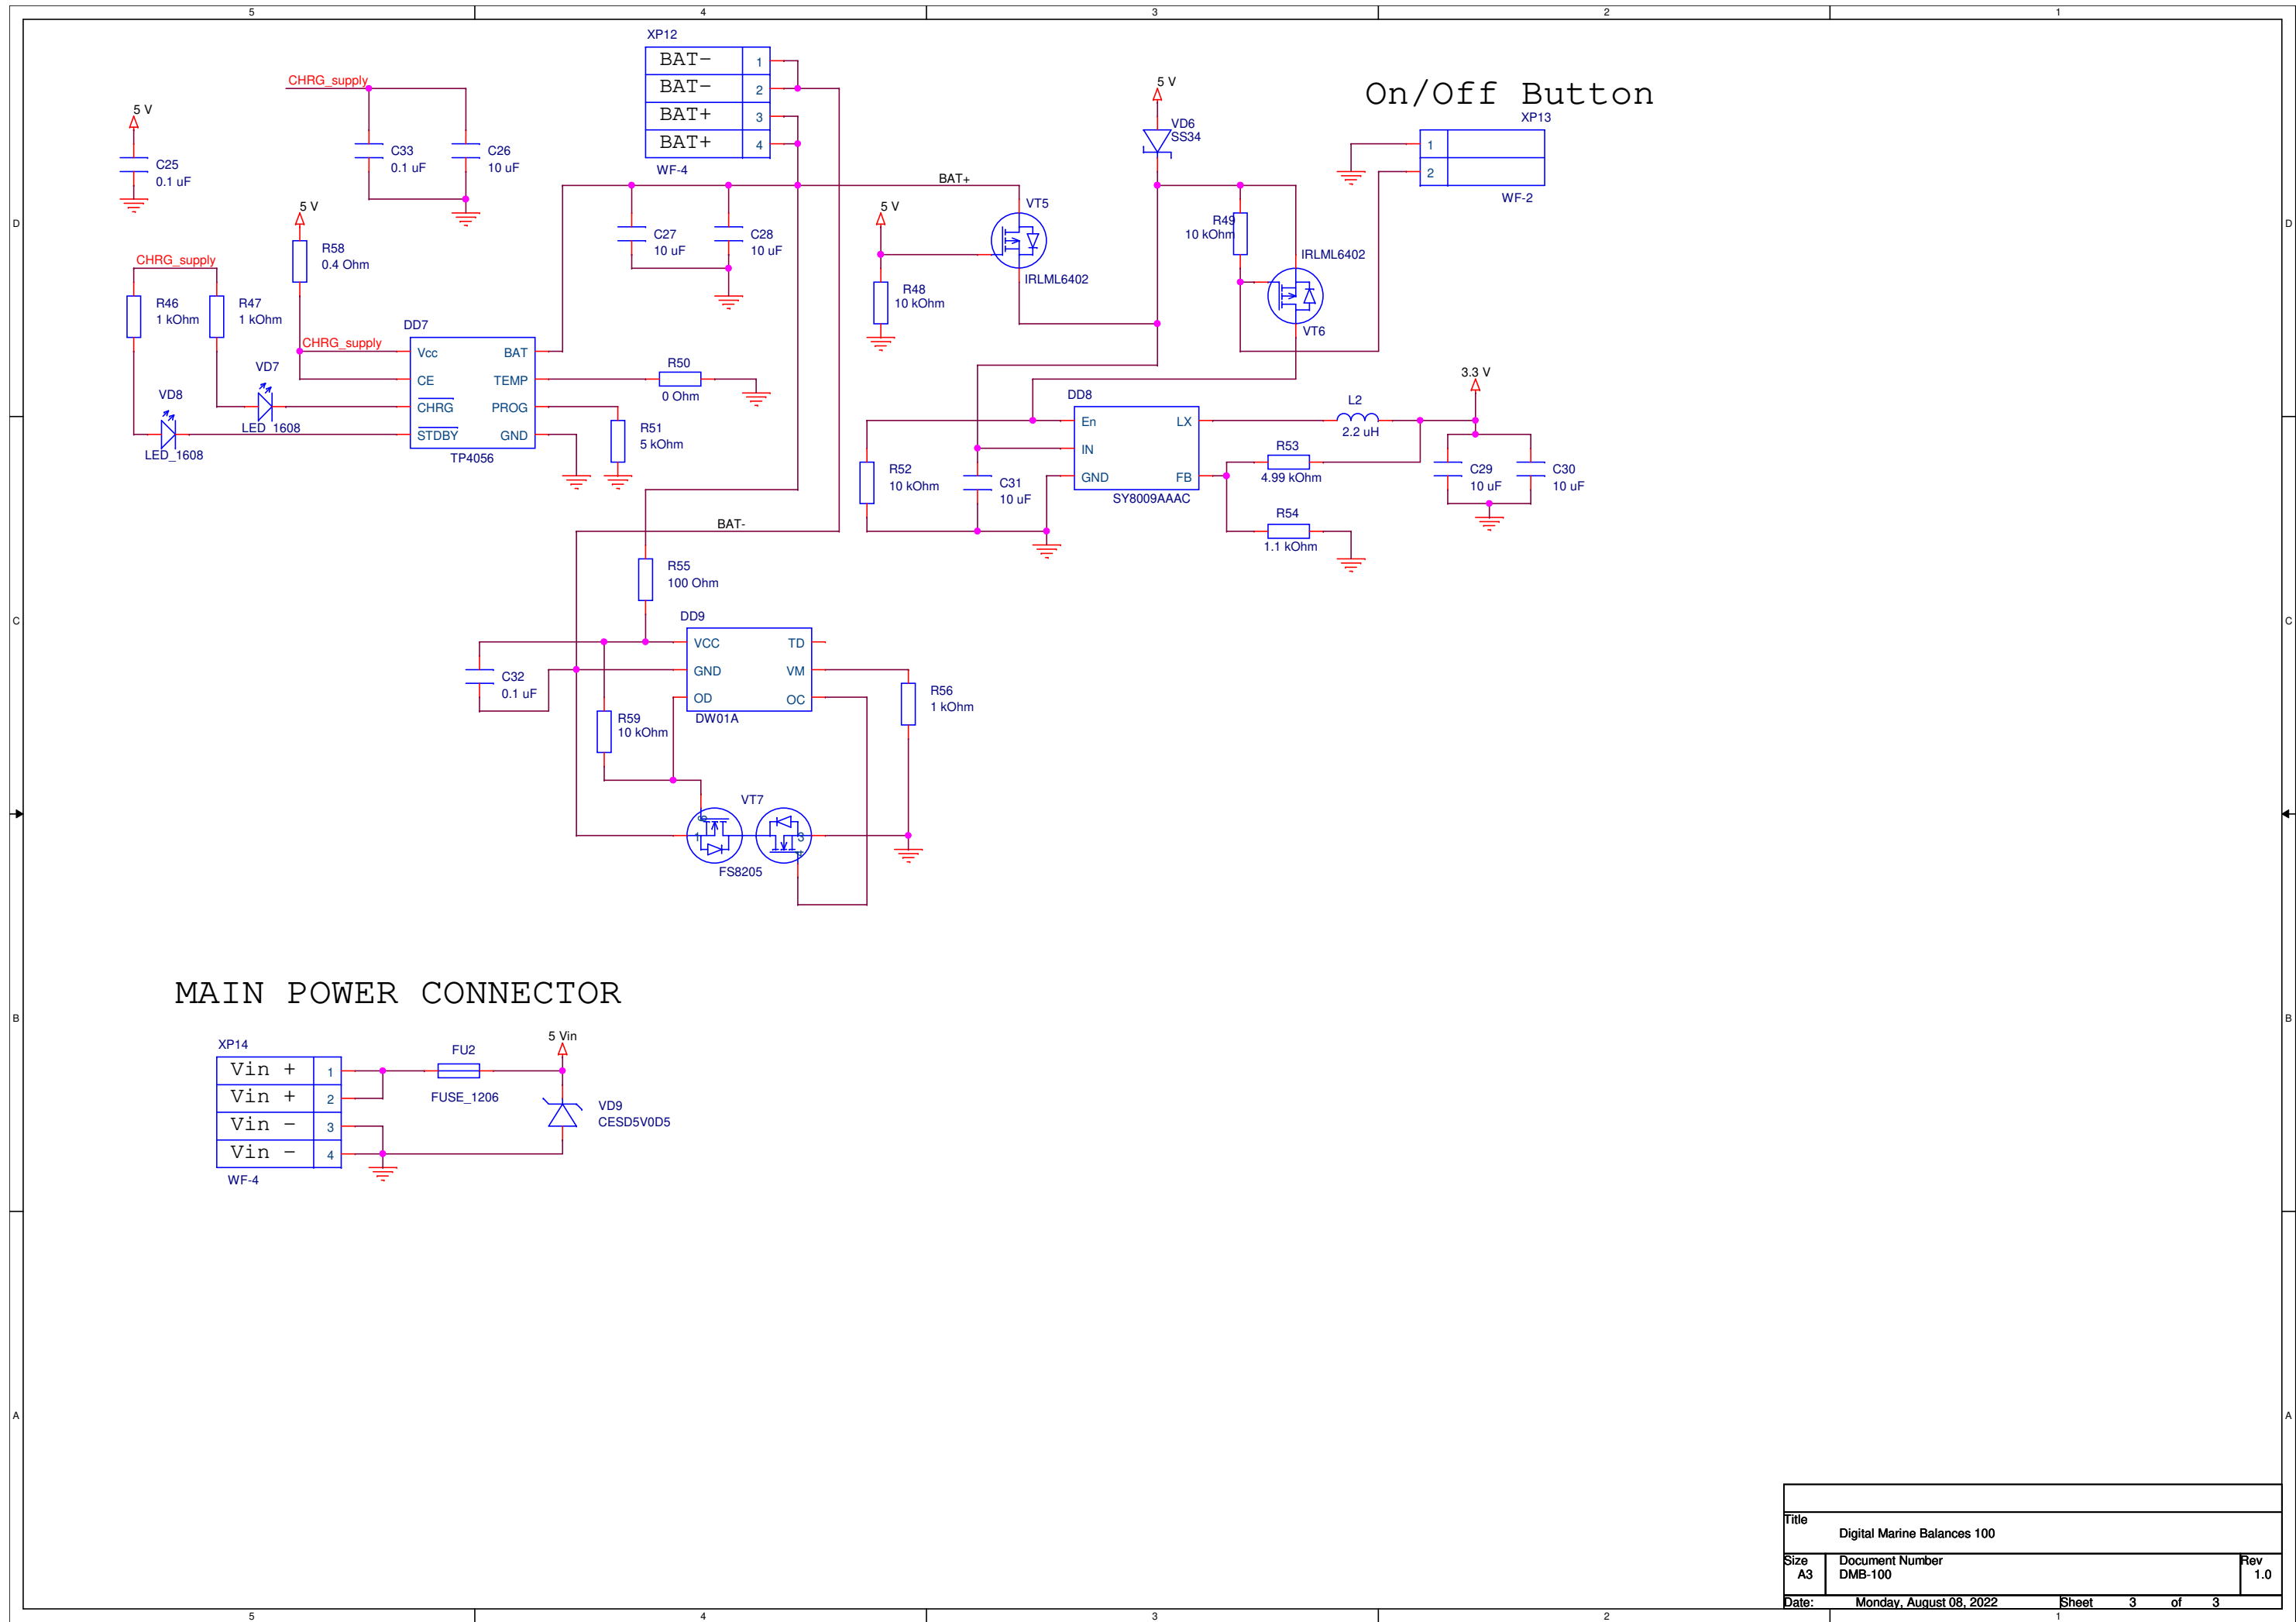 5 4 3 2 1
D
C
B
A
D
C
B
A
CHRG_supply
5 V
C25
0.1 uF
C33
0.1 uF
C26
10 uF
XP12
BAT- 1
BAT- 2
BAT+ 3
BAT+ 4
WF-4
5 V
R58
0.4 Ohm
CHRG_supply
R46
1 kOhm
R47
1 kOhm
CHRG_supply
VD7
LED_1608
VD8
LED_1608
DD7
Vcc BAT
CE TEMP
CHRG PROG
STDBY GND
TP4056
C27
10 uF
C28
10 uF
R50
0 Ohm
R51
5 kOhm
BAT+
5 V
R48
10 kOhm
VT5
IRLML6402
5 V
VD6
SS34
On/Off Button
XP13
1
2
WF-2
R49
10 kOhm
IRLML6402
VT6
DD8
En LX
IN
GND FB
SY8009AAAC
R52
10 kOhm
C31
10 uF
L2
2.2 uH
3.3 V
R53
4.99 kOhm
R54
1.1 kOhm
C29
10 uF
C30
10 uF
BAT-
R55
100 Ohm
DD9
VCC TD
GND VM
OD OC
DW01A
C32
0.1 uF
R59
10 kOhm
R56
1 kOhm
VT7
1 3
FS8205
MAIN POWER CONNECTOR
XP14
Vin + 1
Vin + 2
Vin - 3
Vin - 4
WF-4
FU2
FUSE_1206
5 Vin
VD9
CESD5V0D5
Title
Digital Marine Balances 100
Size Document Number Rev
A3 DMB-100 1.0
Date: Monday, August 08, 2022 Sheet 3 of 3
5 4 3 2 1